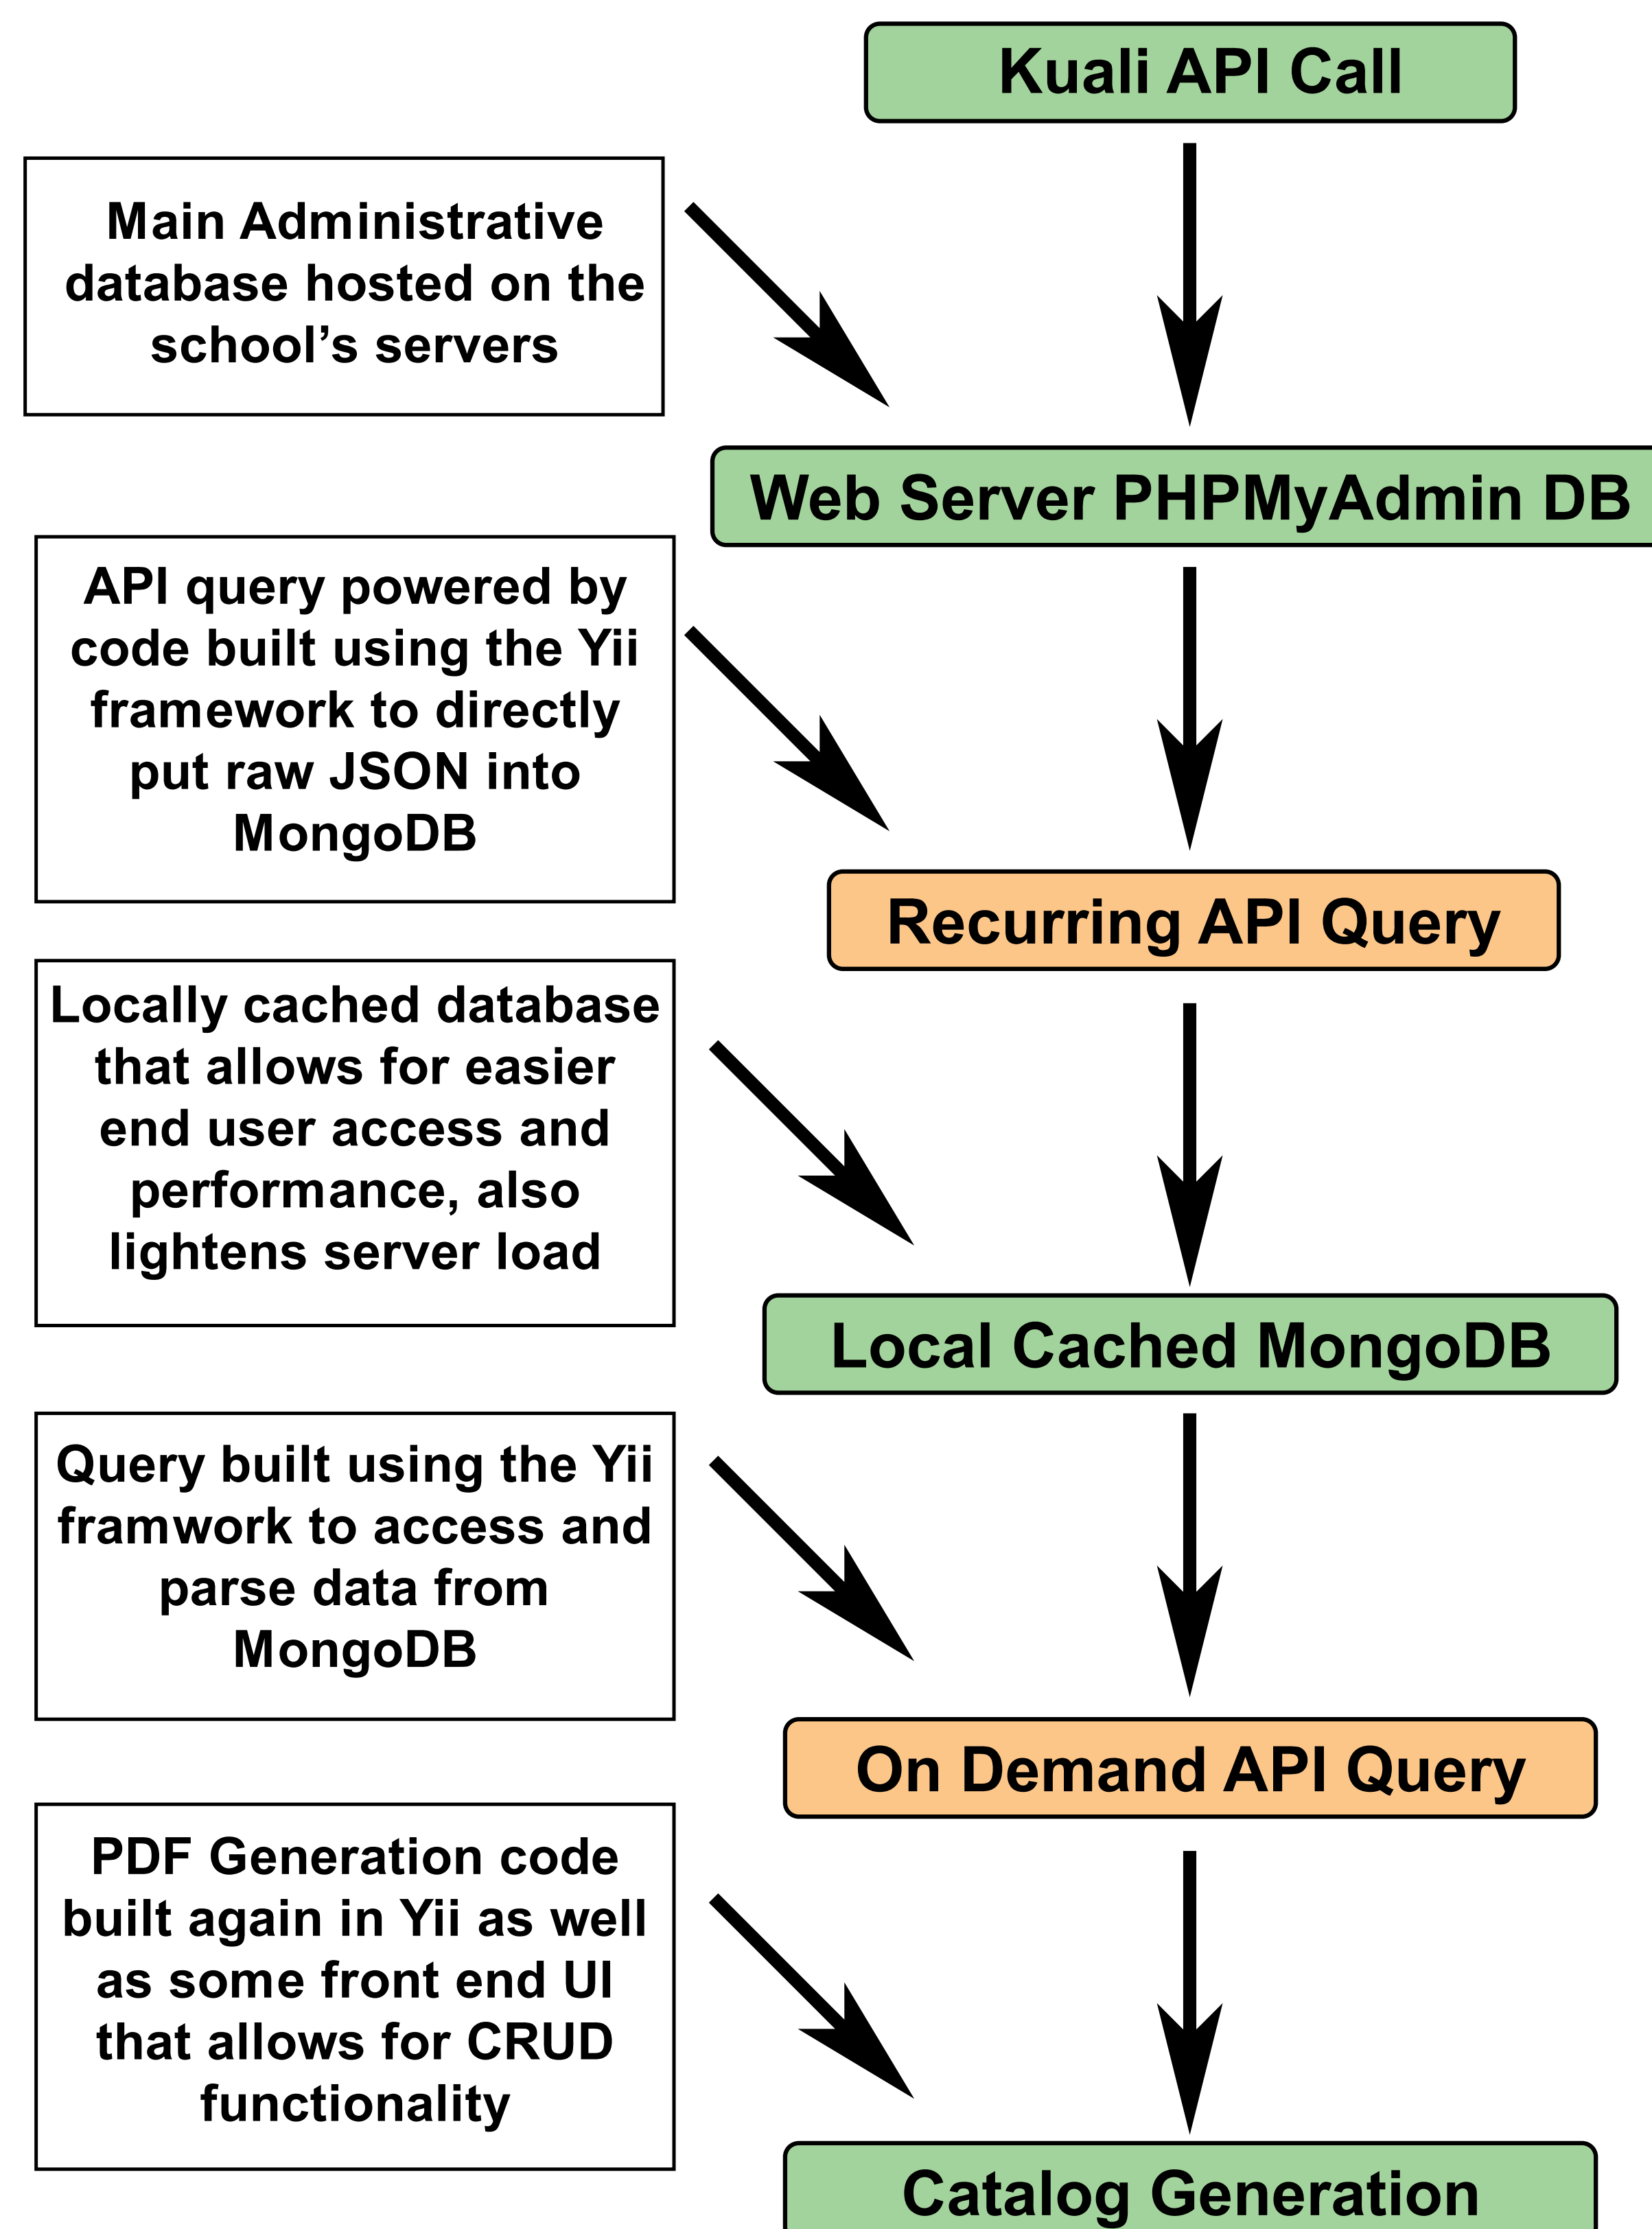 Kuali API Call
Main Administrative
database hosted on the
school’s servers
Web Server PHPMyAdmin DB
API query powered by
code built using the Yii
framework to directly
put raw JSON into
MongoDB
Recurring API Query
Locally cached database
that allows for easier
end user access and
performance, also
lightens server load
Local Cached MongoDB
Query built using the Yii
framwork to access and
parse data from
MongoDB
On Demand API Query
PDF Generation code
built again in Yii as well
as some front end UI
that allows for CRUD
functionality
Catalog Generation